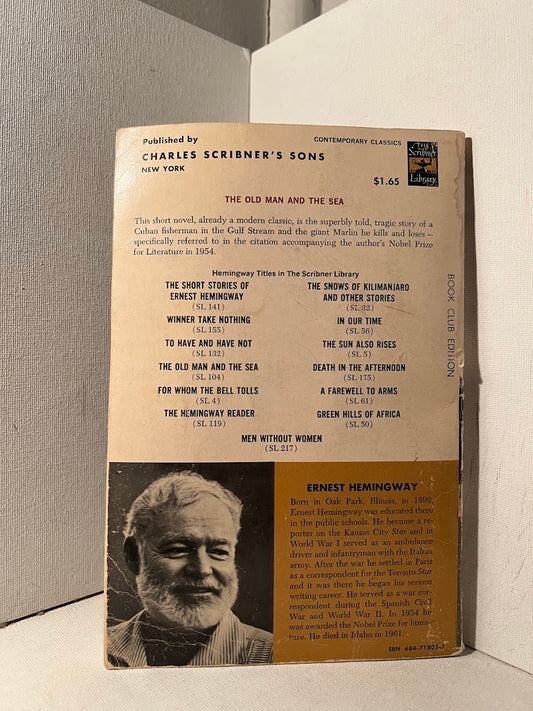 Published by
CHARLES SCRIBNER'S SONS
NEW YORK
CONTEMPORARY CLASSICS
THE
Scribner
Library
$1.65
THE OLD MAN AND THE SEA
This short novel, already a modern classic, is the superbly told, tragic story of a
Cuban fisherman in the Gulf Stream and the giant Marlin he kills and loses—
specifically referred to in the citation accompanying the author's Nobel Prize
for Literature in 1954.
Hemingway Titles in The Scribner Library
THE SHORT STORIES OF
ERNEST HEMINGWAY
(SL 141)
WINNER TAKE NOTHING
(SL 155)
TO HAVE AND HAVE NOT
(SL 132)
THE OLD MAN AND THE SEA
(SL 104)
FOR WHOM THE BELL TOLLS
(SL 4)
THE HEMINGWAY READER
(SL 119)
THE SNOWS OF KILIMANJARO
AND OTHER STORIES
(SL 32)
IN OUR TIME
(SL 56)
THE SUN ALSO RISES
(SL 5)
DEATH IN THE AFTERNOON
(SL 175)
A FAREWELL TO ARMS
(SL 61)
GREEN HILLS OF AFRICA
(SL 50)
MEN WITHOUT WOMEN
(SL 217)
BOOK CLUB EDITION
ERNEST HEMINGWAY
Born in Oak Park, Illinois, in 1899,
Ernest Hemingway was educated there
in the public schools. He became a re-
porter on the Kansas City Star and in
World War I served as an ambulance
driver and infantryman with the Italian
army. After the war he settled in Paris
as a correspondent for the Toronto Star
and it was there he began his serious
writing career. He served as a war cor-
respondent during the Spanish Civil
War and World War II. In 1954 he
was awarded the Nobel Prize for litera-
ture. He died in Idaho in 1961.
SBN 684-71805-7